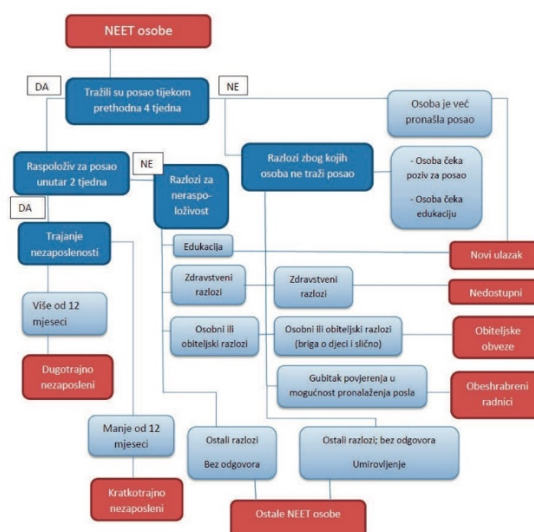 NEET osobe
DA
Tražili su posao tijekom
prethodna 4 tjedna
NE
Osoba je već
pronašla posao
Raspoloživ za posao
unutar 2 tjedna
NE
Razlozi za
neraspo-
loživost
Razlozi zbog kojih
osoba ne traži posao
- Osoba čeka
poziv za posao
- Osoba čeka
edukaciju
DA
Trajanje
nezaposlenosti
Edukacija
Novi ulazak
Zdravstveni
razlozi
Zdravstveni
razlozi
Nedostupni
Više od 12
mjeseci
Osobni ili
obiteljski razlozi
Osobni ili obiteljski razlozi
(briga o djeci i slično)
Obiteljske
obveze
Dugotrajno
nezaposleni
Gubitak povjerenja u
mogućnost pronalaženja posla
Obeshrabreni
radnici
Manje od 12
mjeseci
Ostali razlozi
Bez odgovora
Ostali razlozi; bez odgovora
Umirovljenje
Kratkotrajno
nezaposleni
Ostale NEET osobe